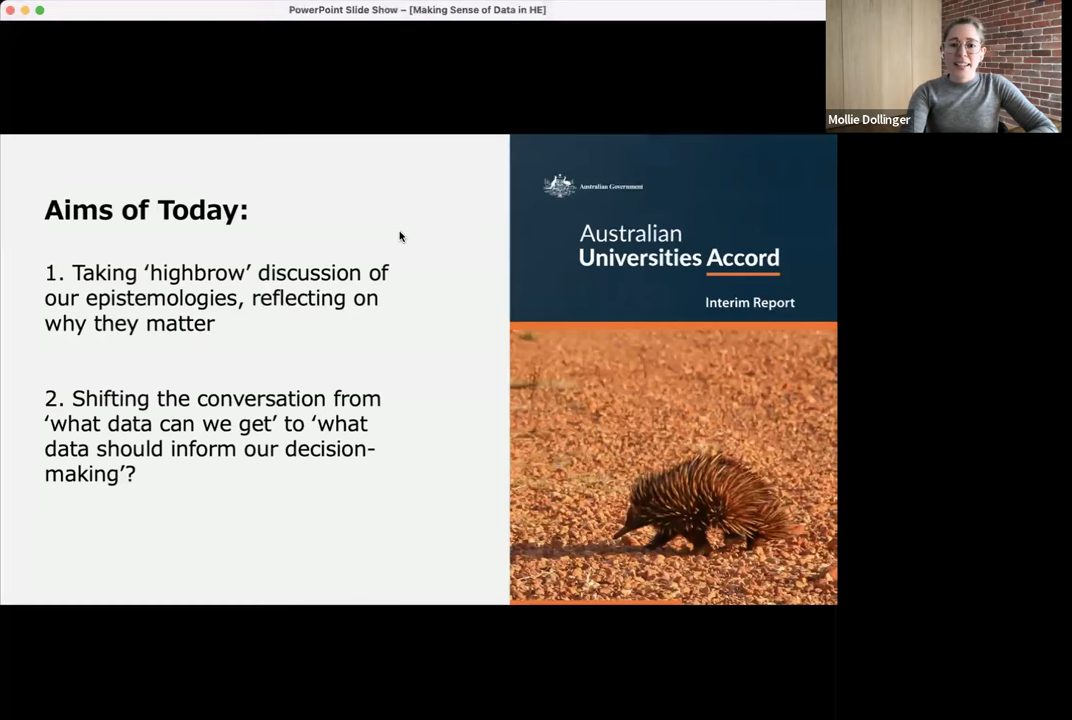 PowerPoint Slide Show – [Making Sense of Data in HE]
Mollie Dollinger
Aims of Today:
1. Taking ‘highbrow’ discussion of
our epistemologies, reflecting on
why they matter
2. Shifting the conversation from
‘what data can we get’ to ‘what
data should inform our decision-
making’?
Australian Government
Australian
Universities Accord
Interim Report